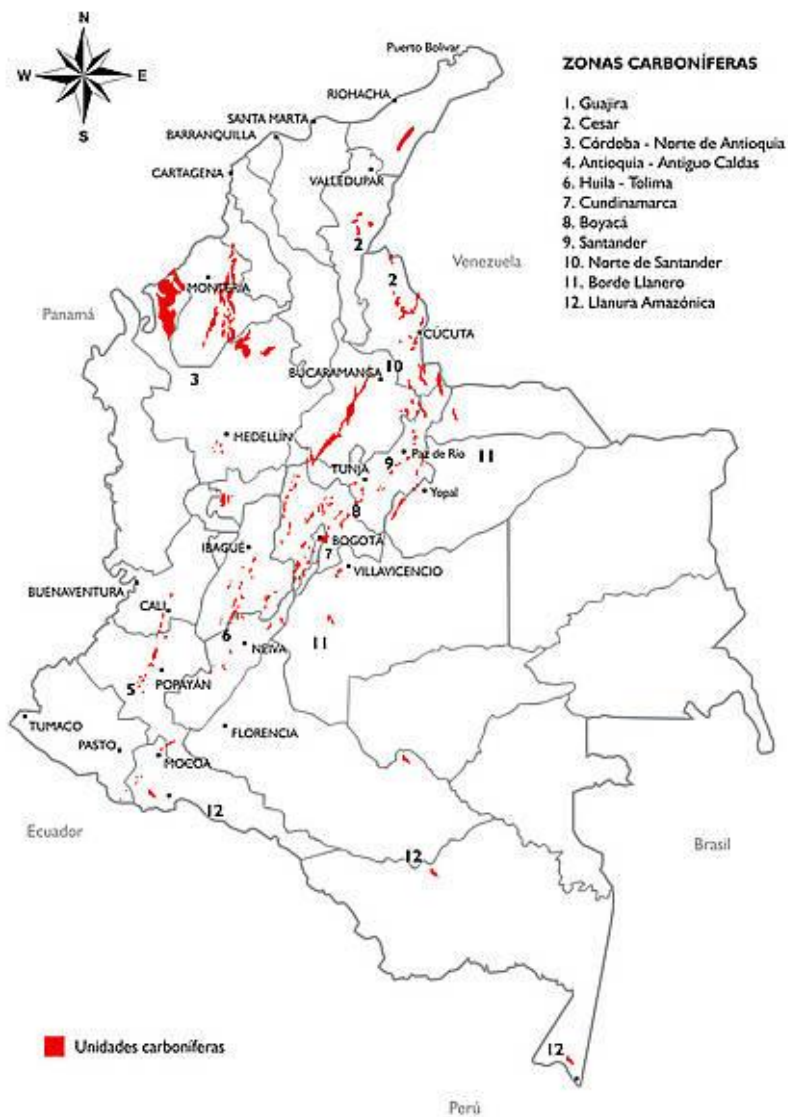 N
W E
S
Puerto Bolivar
RIOHACHA
SANTA MARTA
BARRANQUILLA
CARTAGENA
VALLEDUPAR
2
Venezuela
2
MONTERÍA
Panamá
CÚCUTA
10
3
BUCARAMANGA
MEDELLÍN
9
Paz de Río
11
TUNJA
Yopal
8
IBAGUÉ
BOGOTÁ
7
VILLAVICENCIO
BUENAVENTURA
CALI
6
NEIVA
11
5
POPAYÁN
TUMACO
FLORENCIA
PASTO
MOCOA
12
Ecuador
12
Brasil
12
Perú
ZONAS CARBONÍFERAS
1. Guajira
2. Cesar
3. Córdoba - Norte de Antioquia
4. Antioquia - Antiguo Caldas
6. Huila - Tolima
7. Cundinamarca
8. Boyacá
9. Santander
10. Norte de Santander
11. Borde Llanero
12. Llanura Amazónica
Unidades carboníferas